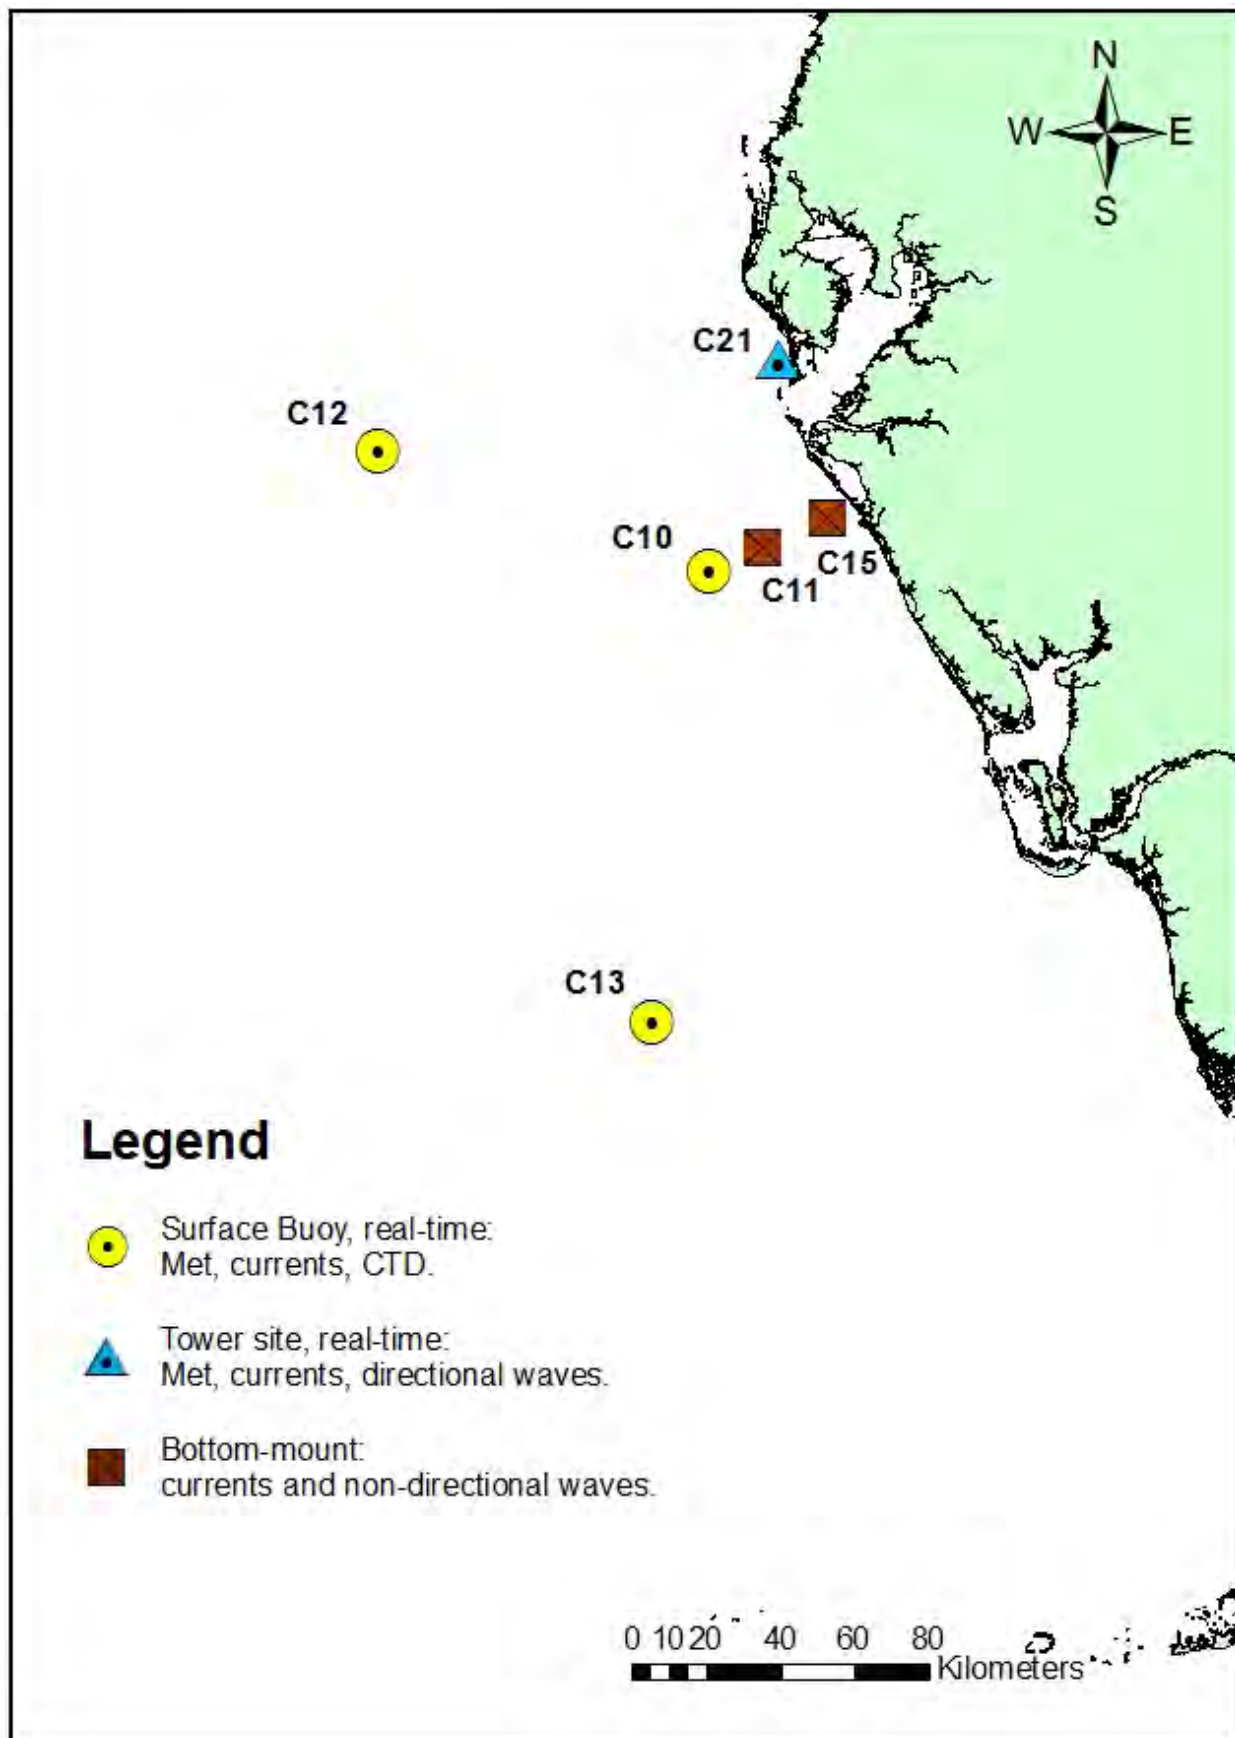 N
W E
S
C21
C12
C10
C15
C11
C13
Legend
Surface Buoy, real-time:
Met, currents, CTD.
Tower site, real-time:
Met, currents, directional waves.
Bottom-mount:
currents and non-directional waves.
0 10 20 40 60 80
Kilometers